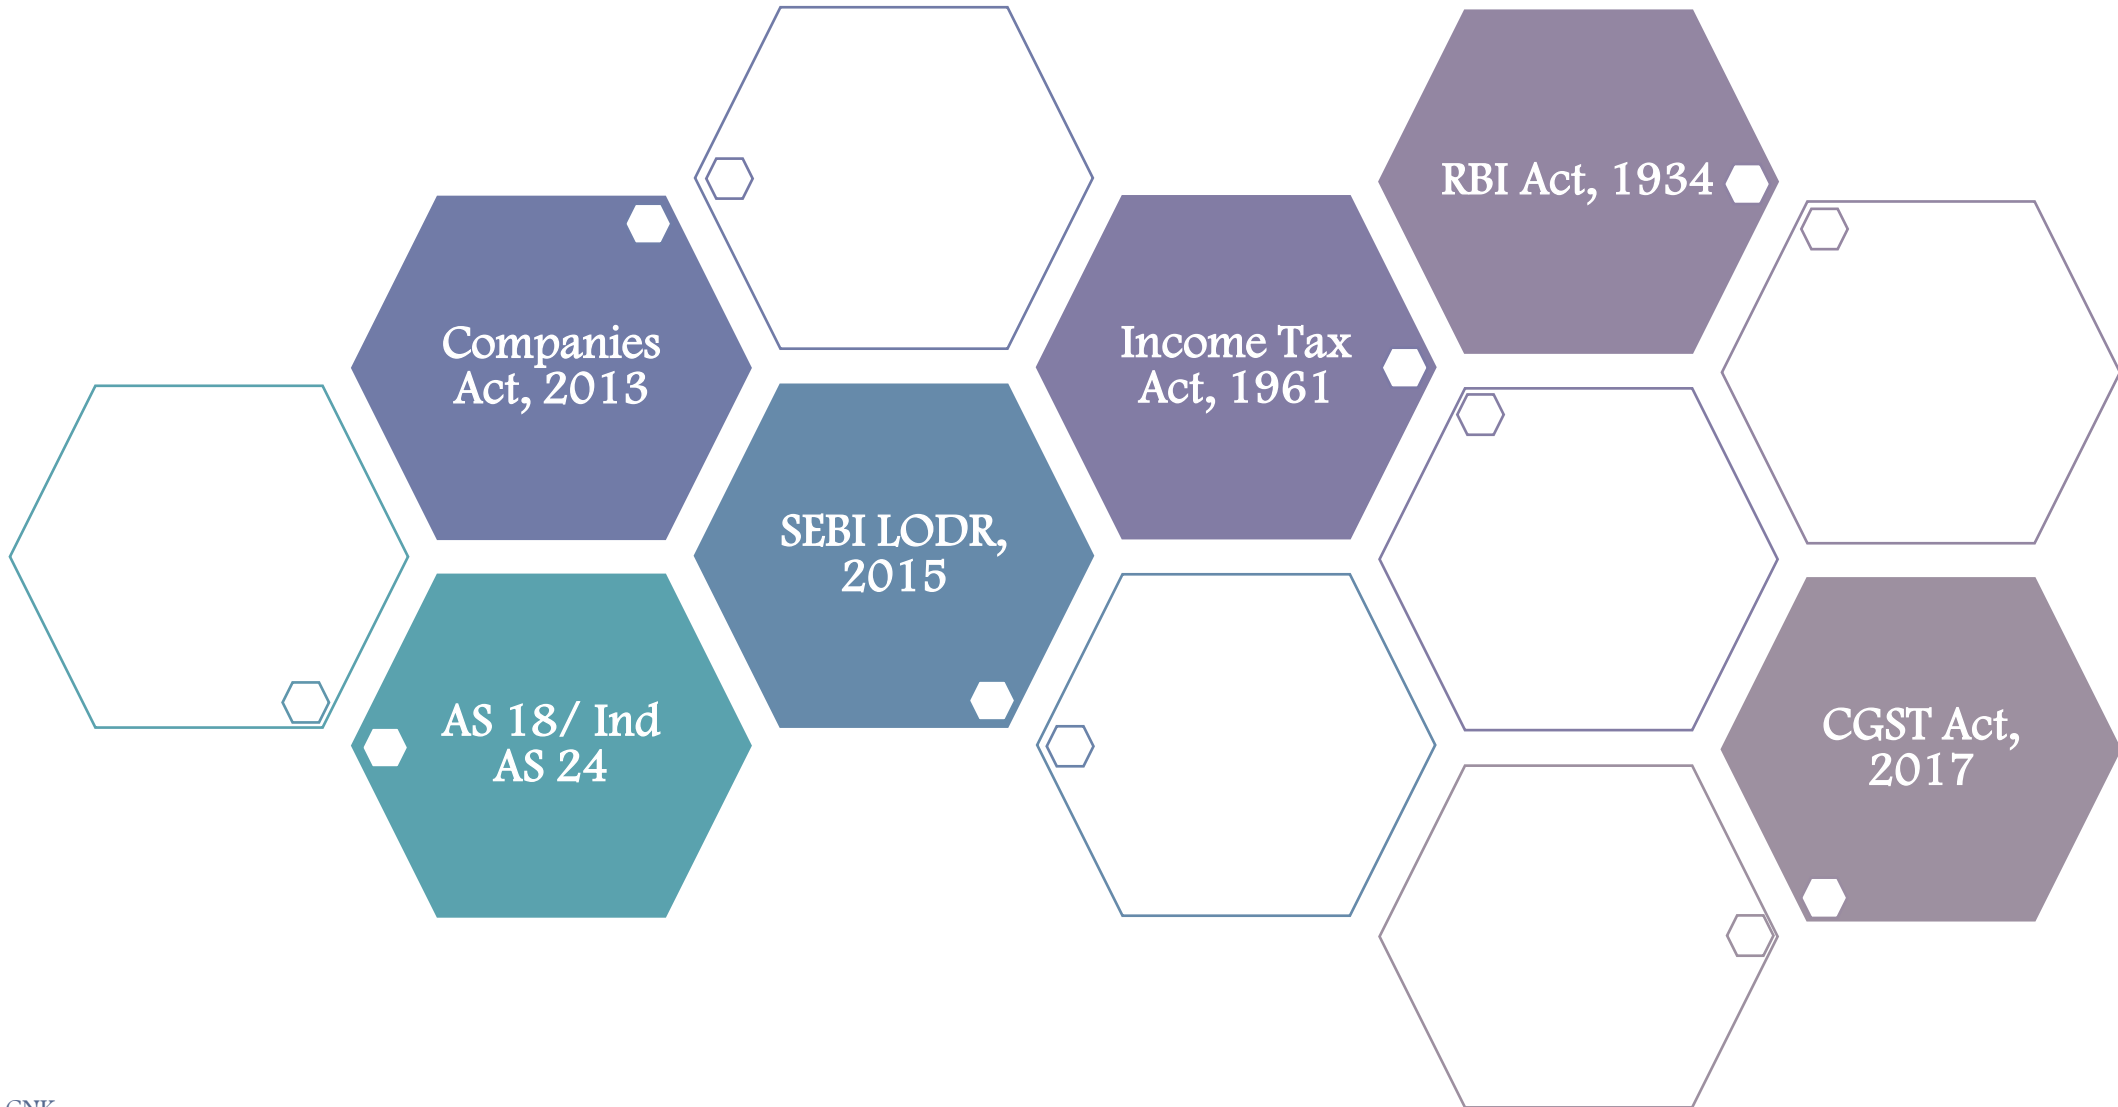 RBI Act, 1934
Companies
Act, 2013
Income Tax
Act, 1961
SEBI LODR,
2015
AS 18/ Ind
AS 24
CGST Act,
2017
CNK